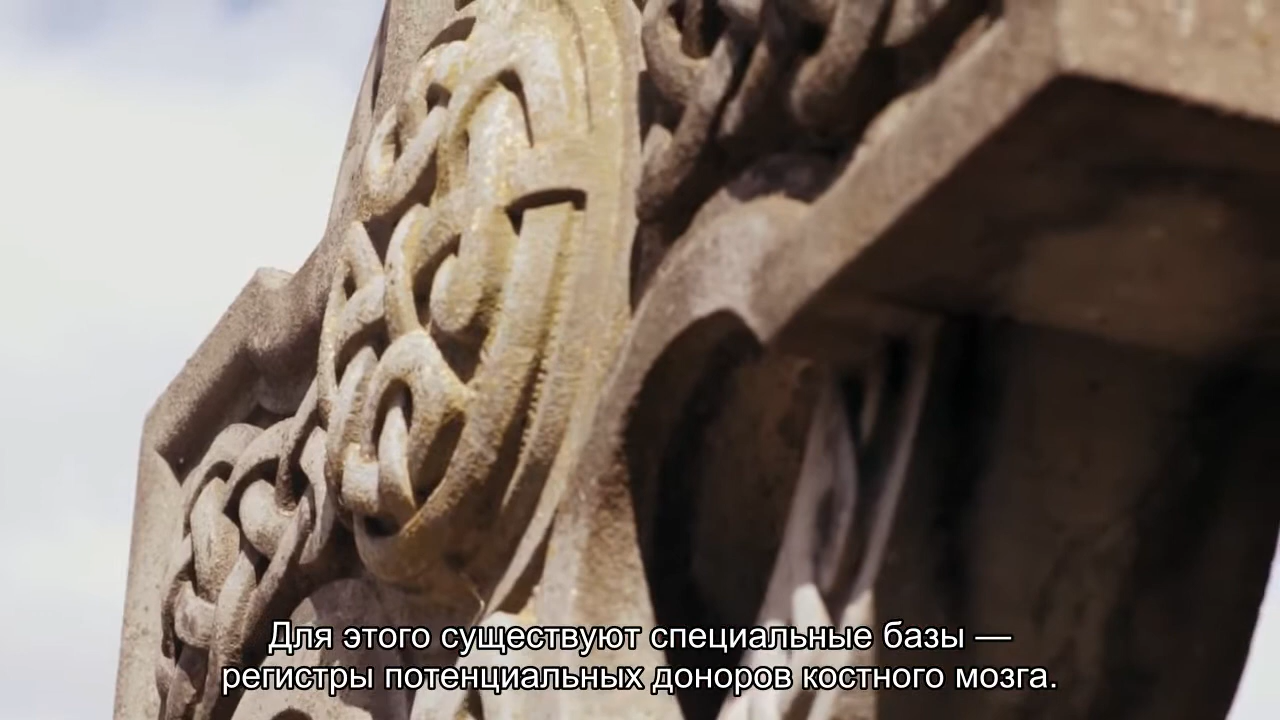 Для этого существуют специальные базы —
регистры потенциальных доноров костного мозга.